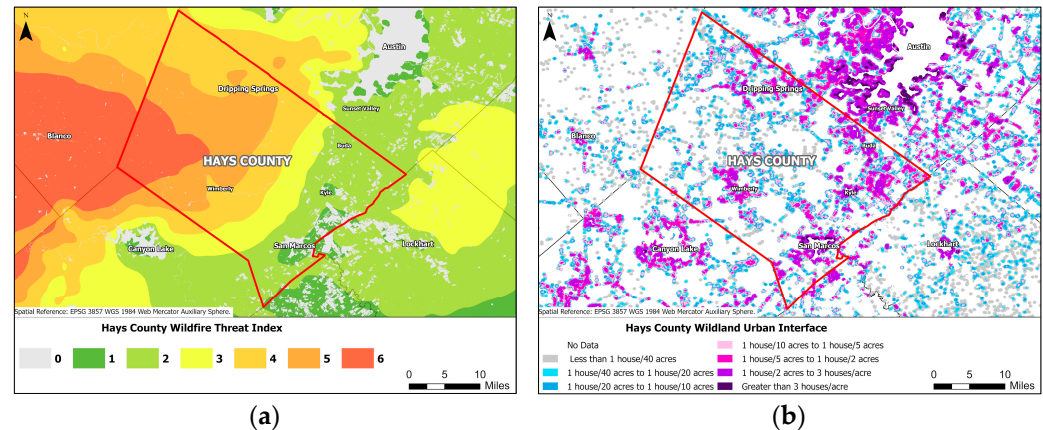 N
Austin
Dripping Springs
Sunset Valley
Blanco
Buda
HAYS COUNTY
Wimberly
Kyle
San Marcos
Canyon Lake
Lockhart
Spatial Reference: EPSG 3857 WGS 1984 Web Mercator Auxiliary Sphere.
Hays County Wildfire Threat Index
0 1 2 3 4 5 6
0 5 10
Miles
(a)
N
Austin
Dripping Springs
Sunset Valley
Blanco
Buda
HAYS COUNTY
Wimberly
Kyle
San Marcos
Canyon Lake
Lockhart
Spatial Reference: EPSG 3857 WGS 1984 Web Mercator Auxiliary Sphere.
Hays County Wildland Urban Interface
No Data
Less than 1 house/40 acres
1 house/40 acres to 1 house/20 acres
1 house/20 acres to 1 house/10 acres
1 house/10 acres to 1 house/5 acres
1 house/5 acres to 1 house/2 acres
1 house/2 acres to 3 houses/acre
Greater than 3 houses/acre
0 5 10
Miles
(b)